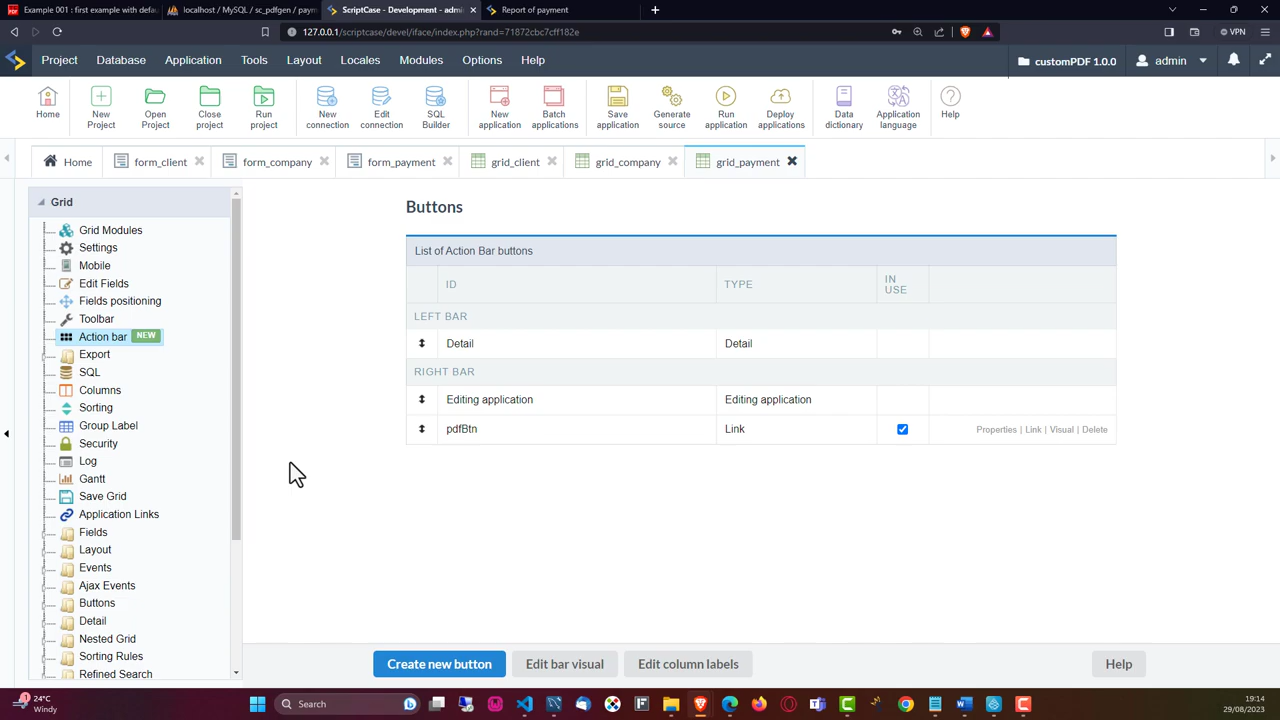 Example 001 : first example with defa
localhost / MySQL / sc_pdfgen / paym
ScriptCase - Development - admi
Report of payment
127.0.0.1/scriptcase/devel/iface/index.php?rand=71872cbc7cff182e
VPN
Project Database Application Tools Layout Locales Modules Options Help
customPDF 1.0.0
admin
Home
New Project
Open Project
Close project
Run project
New connection
Edit connection
SQL Builder
New application
Batch applications
Save application
Generate source
Run application
Deploy applications
Data dictionary
Application language
Help
Home form_client form_company form_payment grid_client grid_company grid_payment
Grid
Grid Modules
Settings
Mobile
Edit Fields
Fields positioning
Toolbar
Action bar NEW
Export
SQL
Columns
Sorting
Group Label
Security
Log
Gantt
Save Grid
Application Links
Fields
Layout
Events
Ajax Events
Buttons
Detail
Nested Grid
Sorting Rules
Refined Search
Buttons
List of Action Bar buttons
ID TYPE IN USE
LEFT BAR
Detail Detail
RIGHT BAR
Editing application Editing application
pdfBtn Link Properties | Link | Visual | Delete
Create new button Edit bar visual Edit column labels Help
1
24°C
Windy
Search
19:14
29/08/2023